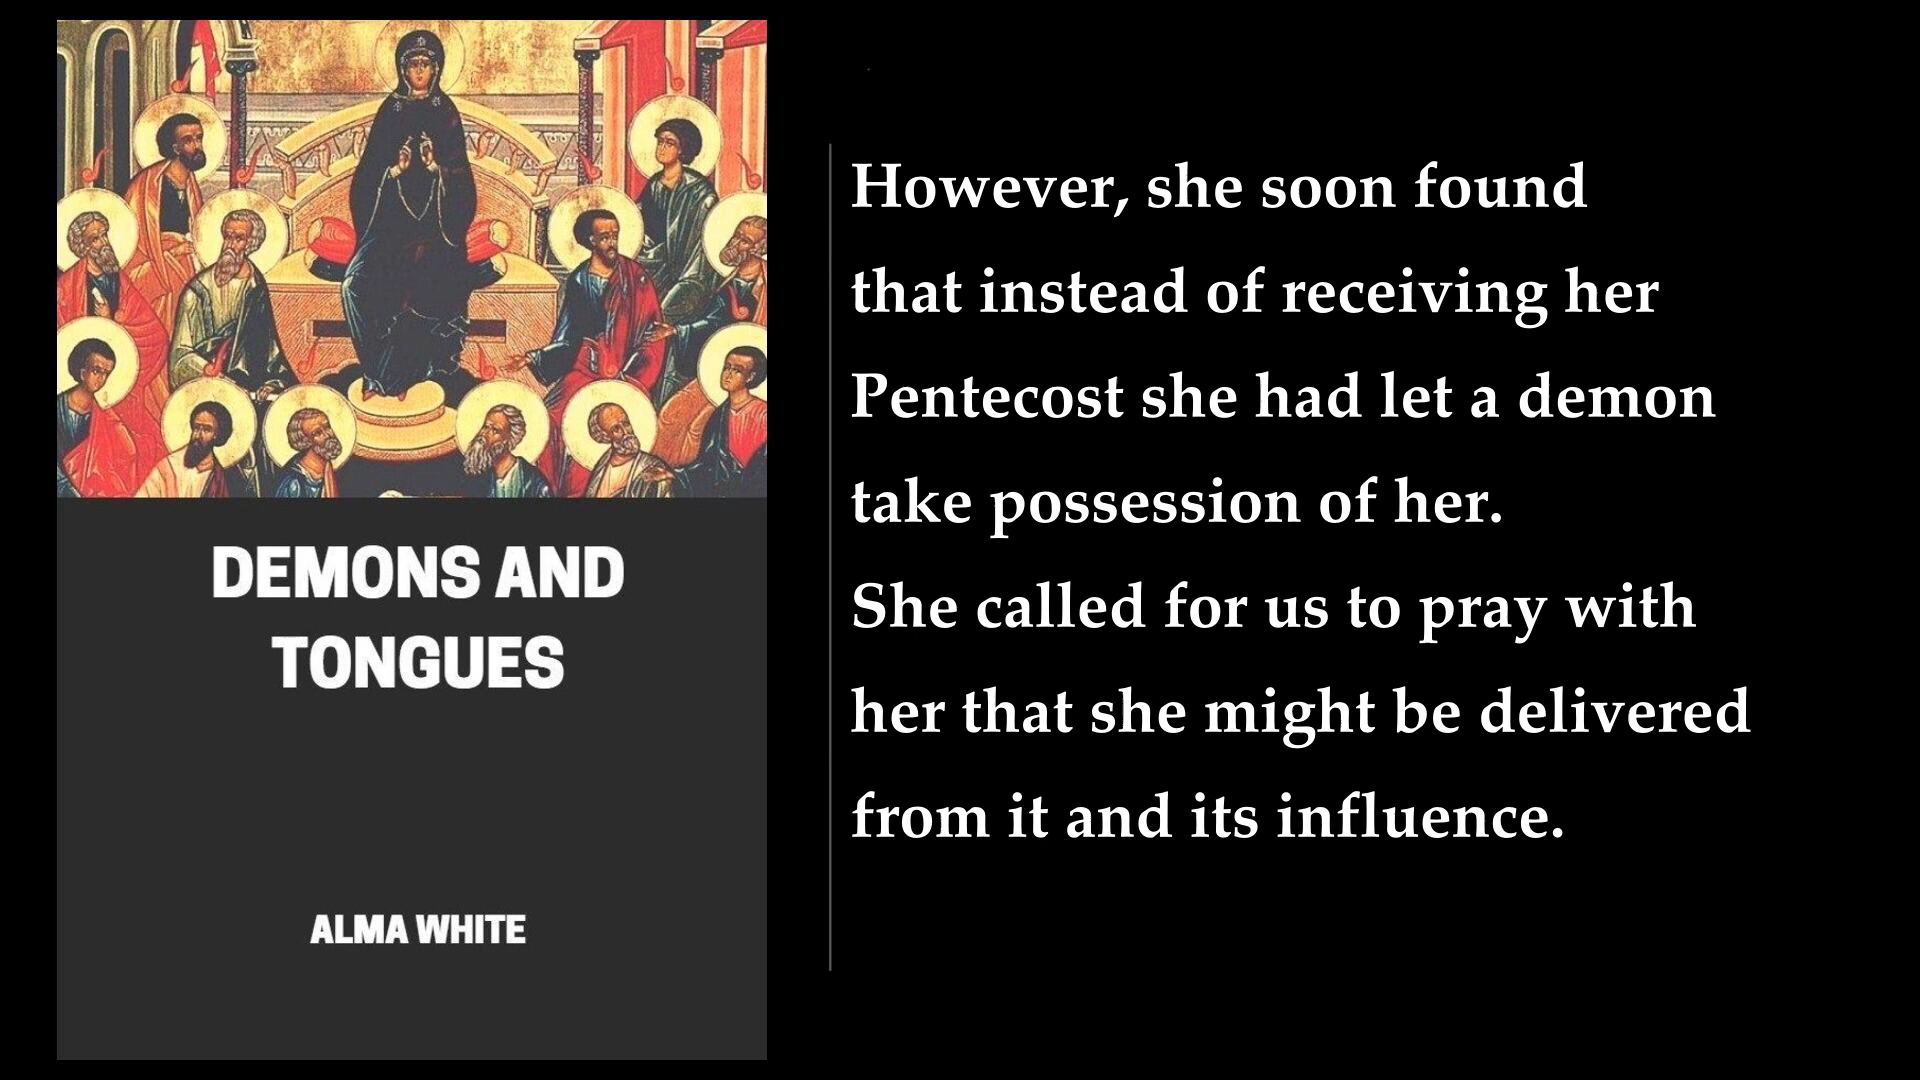 DEMONS AND
TONGUES
ALMA WHITE
However, she soon found
that instead of receiving her
Pentecost she had let a demon
take possession of her.
She called for us to pray with
her that she might be delivered
from it and its influence.